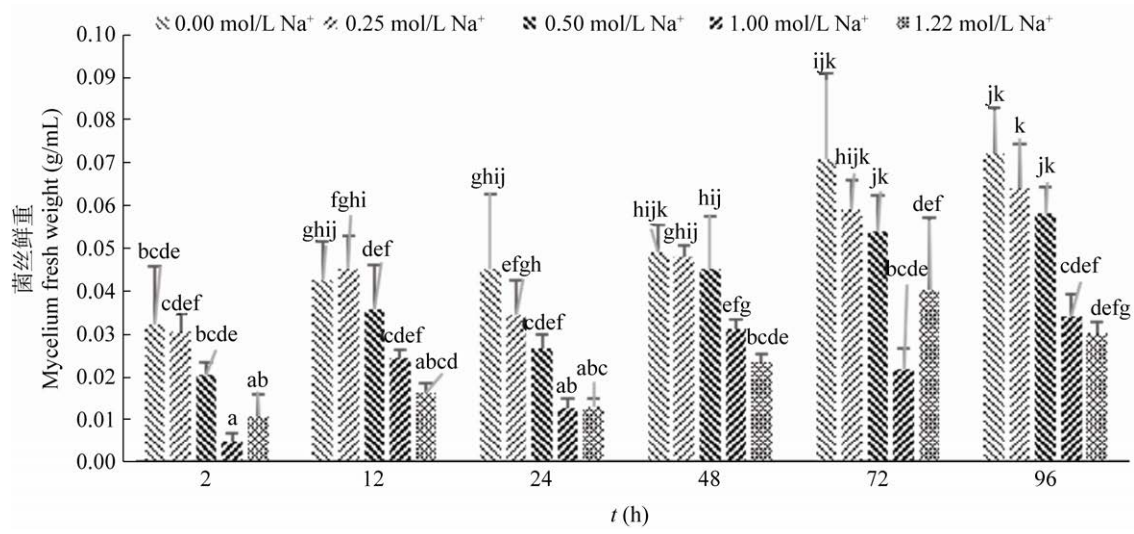 0.00 mol/L Na⁺ 0.25 mol/L Na⁺ 0.50 mol/L Na⁺ 1.00 mol/L Na⁺ 1.22 mol/L Na⁺
菌丝鲜重
Mycelium fresh weight (g/mL)
0.10
0.09
0.08
0.07
0.06
0.05
0.04
0.03
0.02
0.01
0.00
bcde
cdef
bcde
a
ab
ghij
fghi
def
cdef
abcd
ghij
efgh
cdef
ab
abc
hijk
ghij
hij
efg
bcde
ijk
hijk
jk
bcde
def
jk
k
jk
cdef
defg
2 12 24 48 72 96
t (h)